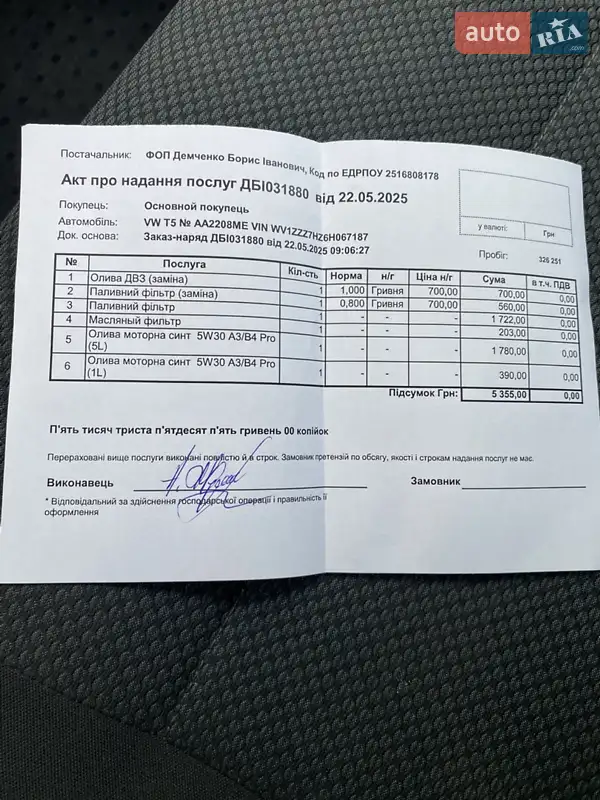 auto RIA .com
Постачальник: ФОП Демченко Борис Іванович, Код по ЕДРПОУ 2516808178
Акт про надання послуг ДБІ031880 від 22.05.2025
Покупець: Основной покупець
у валюті: Грн
Автомобіль: VW T5 № AA2208ME VIN WV1ZZZ7HZ6H067187
Док. основа: Заказ-наряд ДБІ031880 від 22.05.2025 09:06:27
Пробіг: 326 251
№ Послуга Кіл-сть Норма н/г Ціна н/г Сума в т.ч. ПДВ
1 Олива ДВЗ (заміна) 1 1,000 Гривня 700,00 700,00 0,00
2 Паливний фільтр (заміна) 1 0,800 Гривня 700,00 560,00 0,00
3 Паливний фільтр 1 - - - 1 722,00 0,00
4 Масляный фильтр 1 - - - 203,00 0,00
5 Олива моторна синт 5W30 A3/B4 Pro (5L) 1 - - - 1 780,00 0,00
6 Олива моторна синт 5W30 A3/B4 Pro (1L) 1 - - - 390,00 0,00
Підсумок Грн: 5 355,00 0,00
П'ять тисяч триста п'ятдесят п'ять гривень 00 копійок
Перераховані вище послуги виконані повністю й в строк. Замовник претензій по обсягу, якості і строкам надання послуг не має.
Виконавець Замовник
* Відповідальний за здійснення господарської операції і правильність її
оформлення